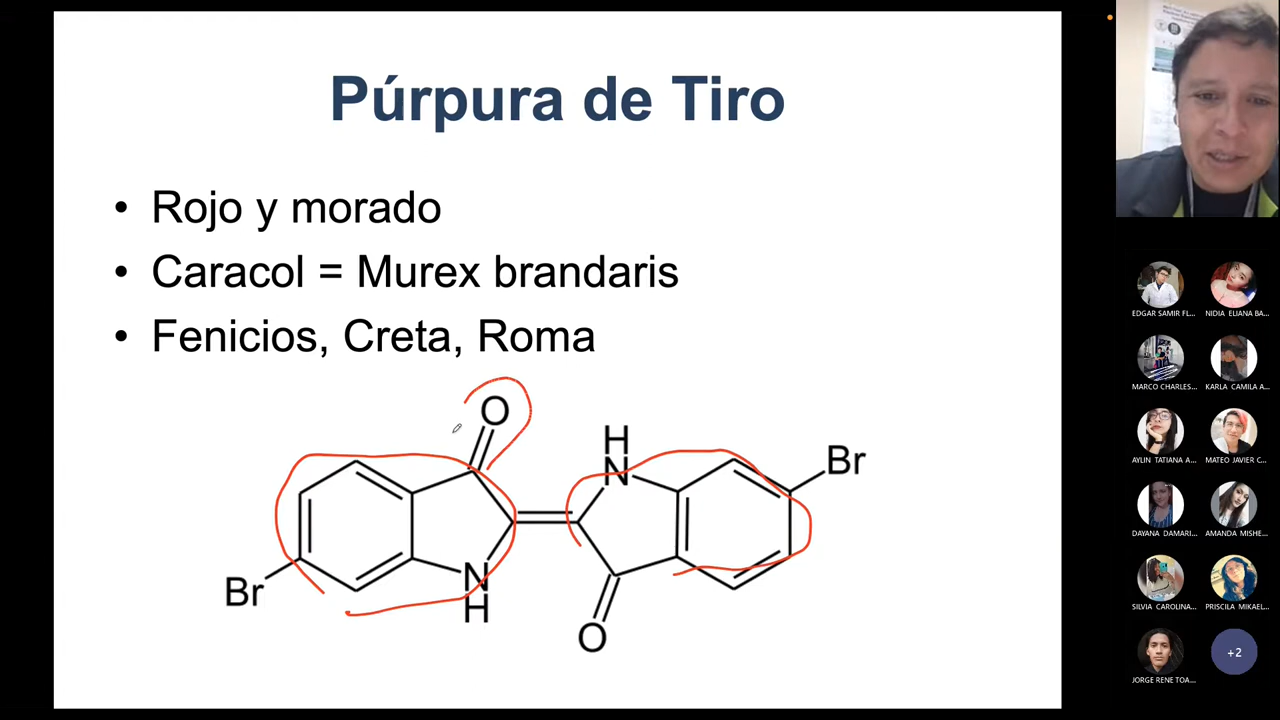 Púrpura de Tiro
• Rojo y morado
• Caracol = Murex brandaris
• Fenicios, Creta, Roma
O
H
N
Br
Br
N
H
O
EDGAR SAMIR FL...
NIDIA ELIANA BA...
MARCO CHARLES...
KARLA CAMILA A...
AYLIN TATIANA A...
MATEO JAVIER C...
DAYANA DAMARI...
AMANDA MISHE...
SILVIA CAROLINA...
PRISCILA MIKAEL...
+2
JORGE RENE TOA...